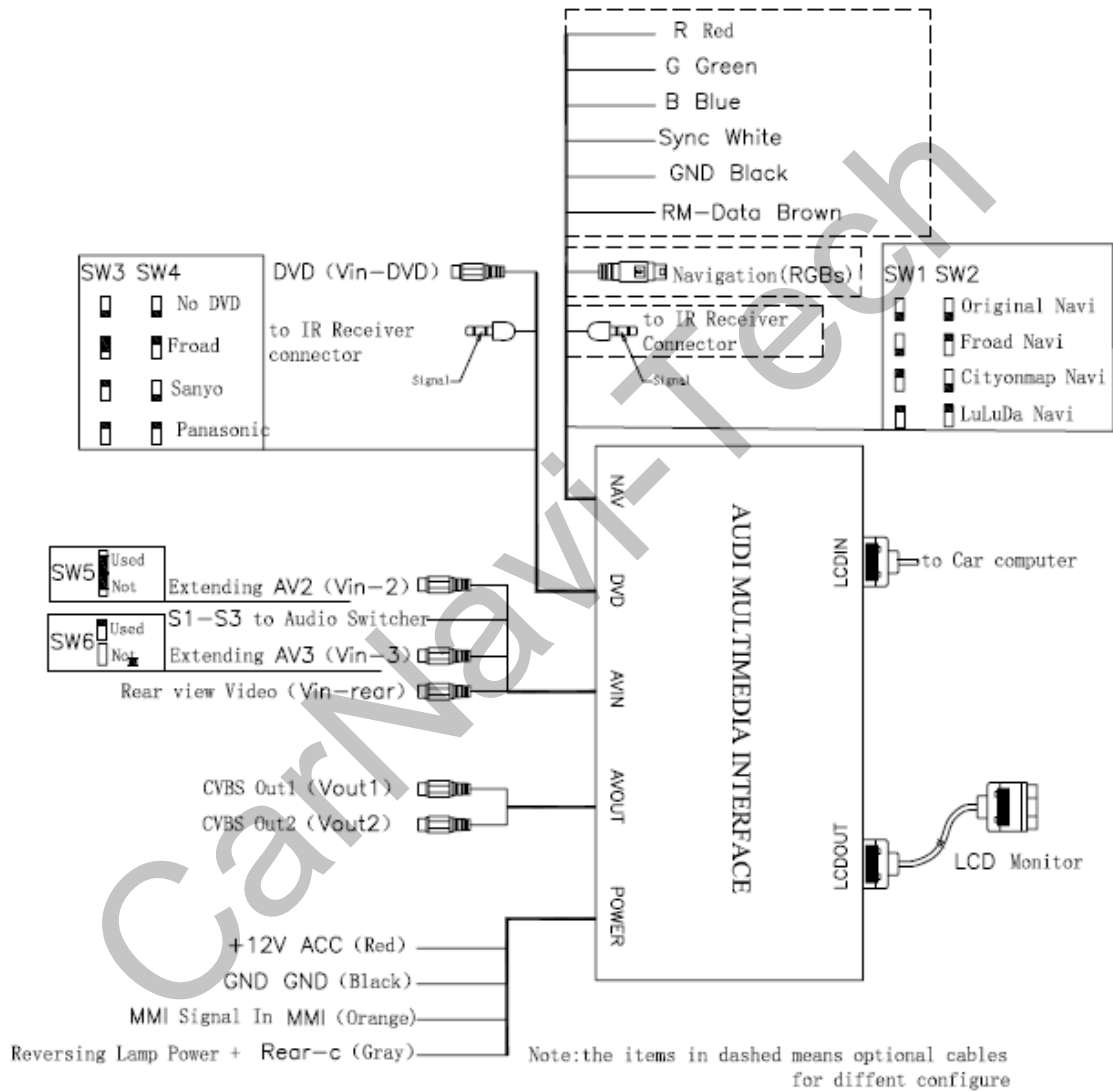 R Red
G Green
B Blue
Sync White
GND Black
RM-Data Brown
SW3 SW4
No DVD
Froad
Sanyo
Panasonic
DVD (Vin-DVD)
to IR Receiver
connector
Signal
Navigation(RGBs)
to IR Receiver
Connector
Signal
SW1 SW2
Original Navi
Froad Navi
Cityonmap Navi
LuLuDa Navi
NAV
DVD
AVIN
AVOUT
POWER
AUDI MULTIMEDIA INTERFACE
LCDIN
LCDOUT
to Car computer
LCD Monitor
SW5
Used
Not
Extending AV2 (Vin-2)
S1-S3 to Audio Switcher
SW6
Used
Not
Extending AV3 (Vin-3)
Rear view Video (Vin-rear)
CVBS Out1 (Vout1)
CVBS Out2 (Vout2)
+12V ACC (Red)
GND GND (Black)
MMI Signal In MMI (Orange)
Reversing Lamp Power + Rear-c (Gray)
Note:the items in dashed means optional cables
for diffent configure
CarNavi-Tech